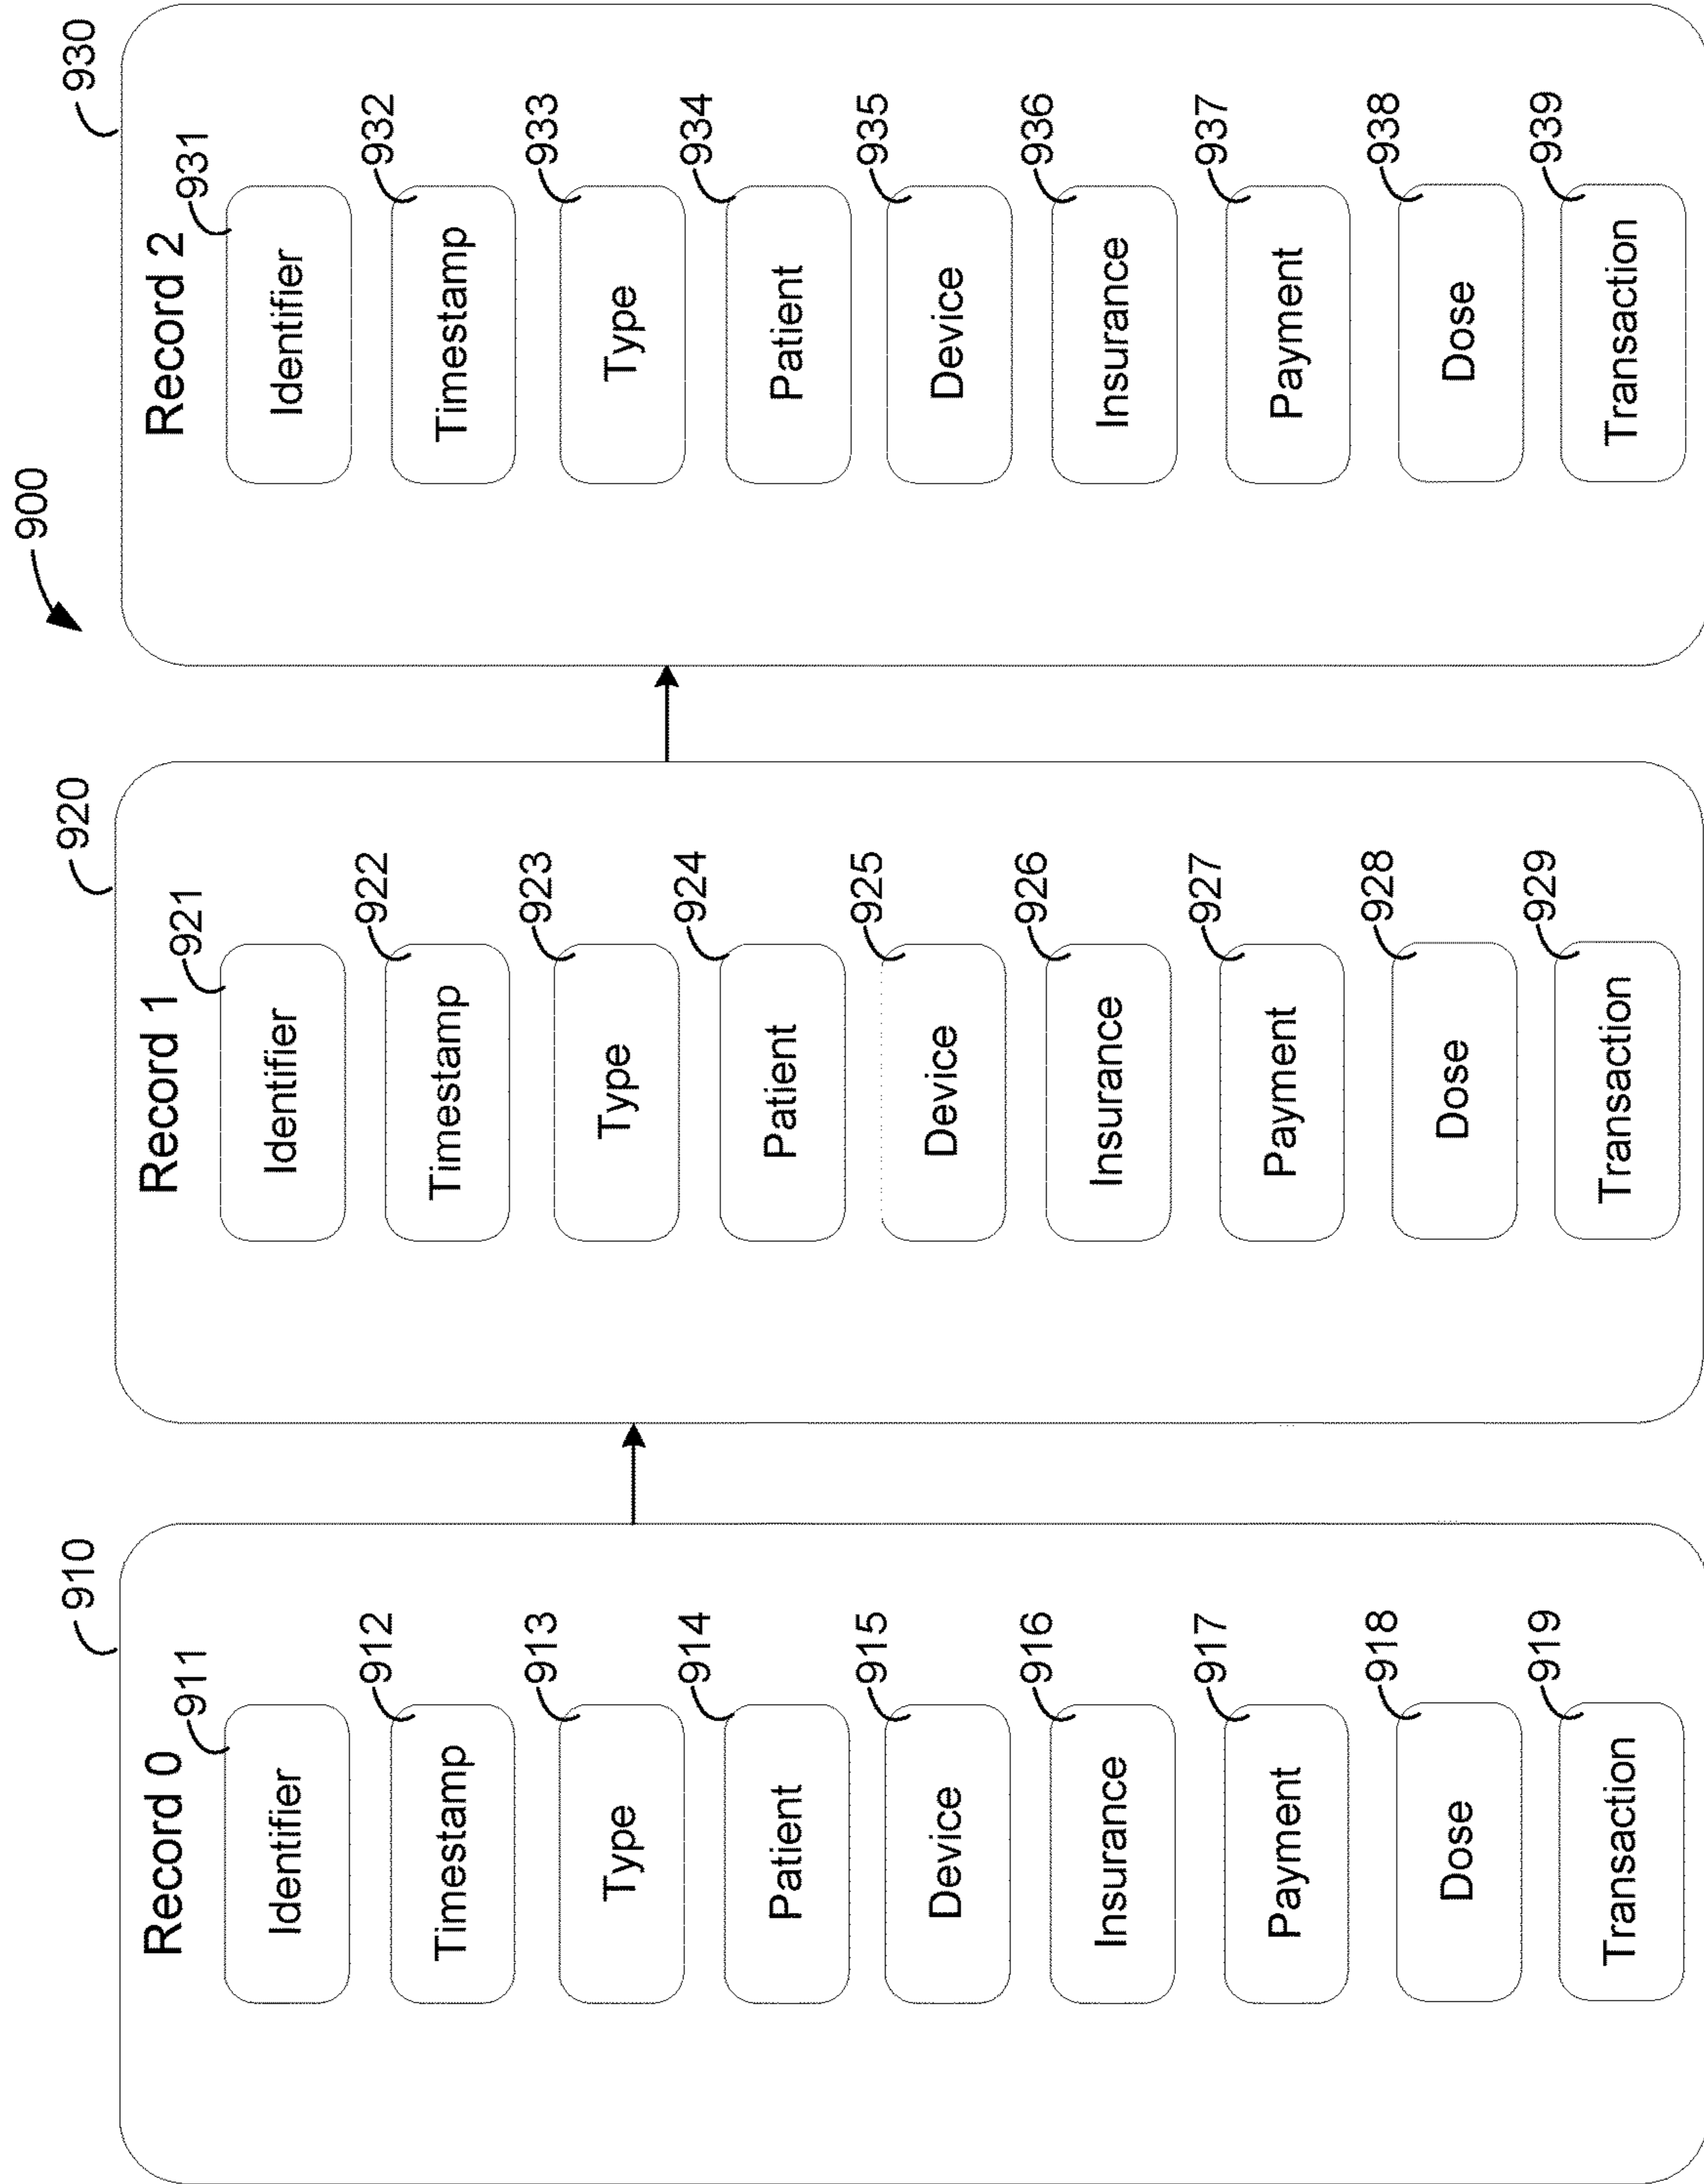 900
910
Record 0
911
Identifier
912
Timestamp
913
Type
914
Patient
915
Device
916
Insurance
917
Payment
918
Dose
919
Transaction
920
Record 1
921
Identifier
922
Timestamp
923
Type
924
Patient
925
Device
926
Insurance
927
Payment
928
Dose
929
Transaction
930
Record 2
931
Identifier
932
Timestamp
933
Type
934
Patient
935
Device
936
Insurance
937
Payment
938
Dose
939
Transaction